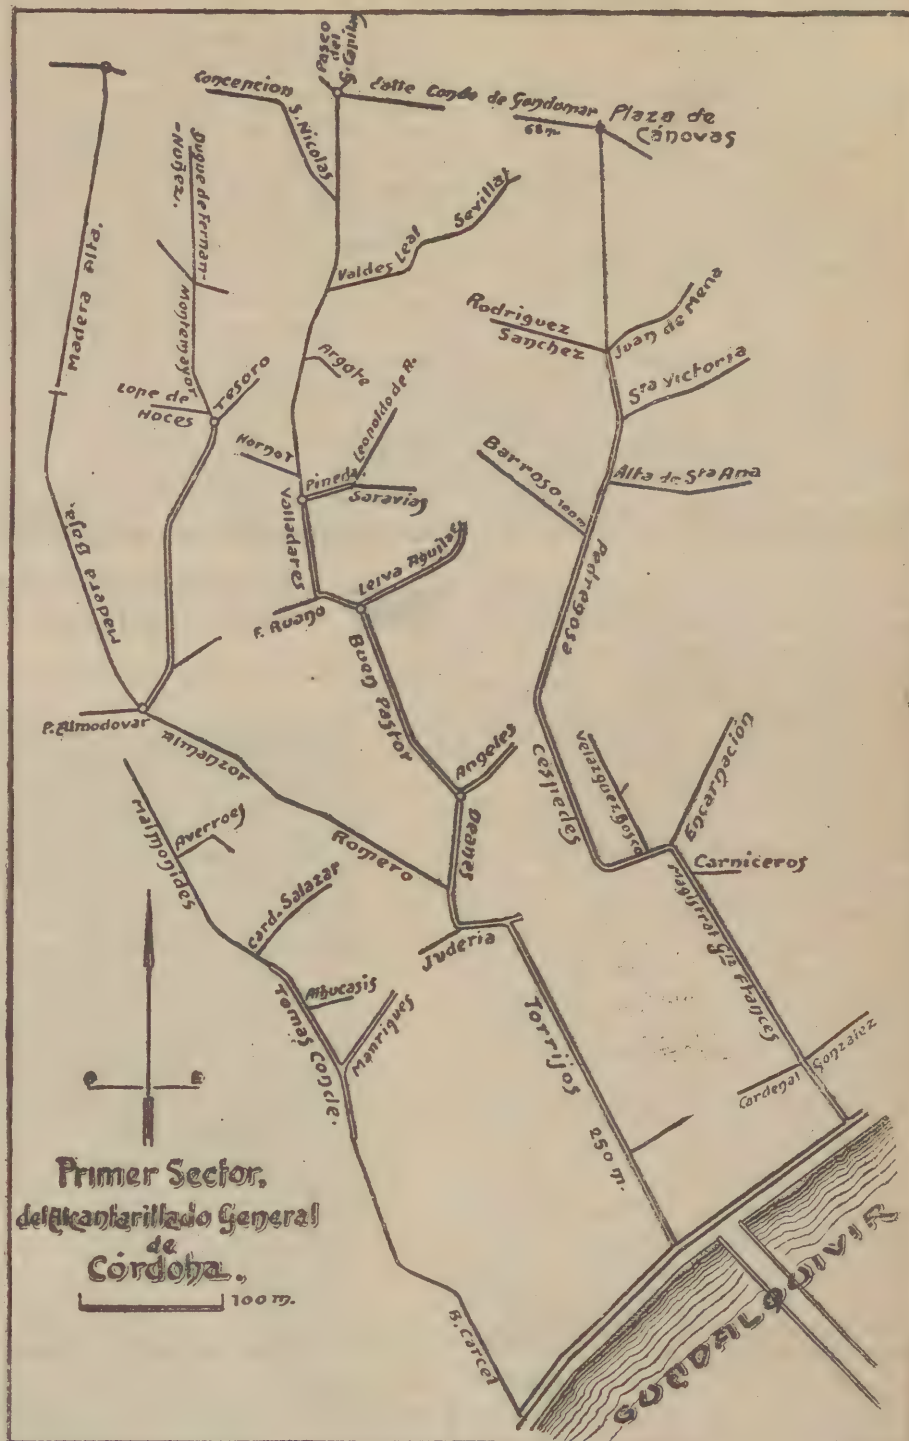 Paseo
del
G. Capitan
Concepcion
S. Nicolas
Calle Conde de Gondomar
68 m.
Plaza de
Cánovas
Duque de Fernan-
-Nuñez.
Madera Alta.
Montemayor
Lope de
Hoces
Tesoro
Valdes Leal
Sevilla
Rodriguez
Sanchez
Juan de Mena
Sta Victoria
Argote
Leopoldo de A.
Hornos
Pineda.
Saravias
Valladares
Barroso 100 m
Alta de Sta Ana
Madera Baja.
Leiva Aguilar
F. Ruano
Pedregosa
Buen Pastor
P. Almodovar
Almanzor
Romero
Angeles
Deanes
Cespedes
Velazquez Bosco
Encarnación
Carniceros
Magistral Glz Frances
Maimonides
Averroes
Card. Salazar
Juderia
Albucasis
Tomas Conde.
Manriques
Torrijos
250 m.
Cardenal Gonzalez
O E
Primer Sector,
del Alcantarillado General
de
Córdoba.
100 m.
B. Carcel
GUADALQUIVIR